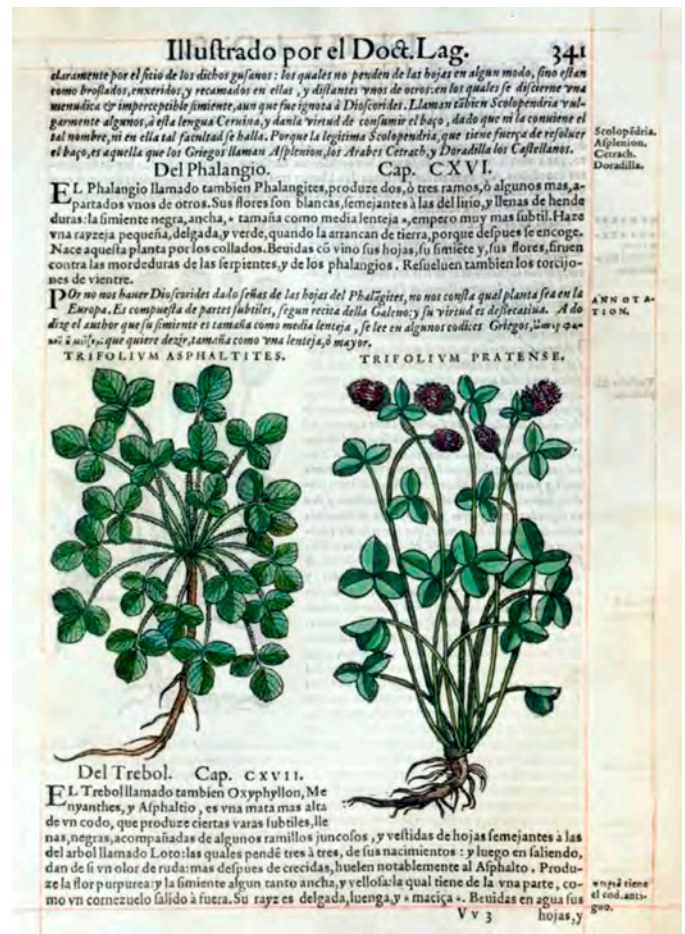 Illuſtrado por el Doct. Lag. 341
claramente por el ſitio de los dichos guſanos : los quales no penden de las hojas en algun modo, ſino eſtan
como broſlados, enxeridos, y recamados en ellas , y diſtantes vnos de otros: en los quales ſe diſcierne vna
menudica & imperceptible ſimiente, aun que fue ignota à Dioſcorides. Llaman tābien Scolopendria vul-
garmente algunos, à eſta lengua Ceruina, y danla virtud de conſumir el baço, dado que ni la conuiene el
tal nombre, ni en ella tal facultad ſe halla. Porque la legitima Scolopendria, que tiene fuerça de reſoluer
el baço, es aquella que los Griegos llaman Aſplenion, los Arabes Cetrach, y Doradilla los Caſtellanos.
Scolopēdria.
Aſplenion.
Cetrach.
Doradilla.
Del Phalangio. Cap. CXVI.
EL Phalangio llamado tambien Phalangites, produze dos, ò tres ramos, ò algunos mas, a-
partados vnos de otros. Sus flores ſon blancas, ſemejantes à las del lirio, y llenas de hende
duras: la ſimiente negra, ancha, * tamaña como media lenteja *, empero muy mas ſubtil. Haze
vna rayzeja pequeña, delgada, y verde, quando la arrancan de tierra, porque deſpues ſe encoge.
Nace aqueſta planta por los collados. Beuidas cō vino ſus hojas, ſu ſimiēte y, ſus flores, ſiruen
contra las mordeduras de las ſerpientes, y de los phalangios . Reſueluen tambien los torcijo-
nes de vientre.
POr no nos hauer Dioſcorides dado ſeñas de las hojas del Phalāgites, no nos conſta qual planta ſea en la
Europa. Es compueſta de partes ſubtiles, ſegun recita della Galeno: y ſu virtud es deſſecatiua. A do
dize el author que ſu ſimiente es tamaña como media lenteja , ſe lee en algunos codices Griegos,
que quiere dezir, tamaña como vna lenteja, ò mayor.
ANNOTA-
TION.
TRIFOLIVM ASPHALTITES.
TRIFOLIVM PRATENSE.
Del Trebol. Cap. CXVII.
EL Trebol llamado tambien Oxyphyllon, Me
nyanthes, y Aſphaltio , es vna mata mas alta
de vn codo, que produze ciertas varas ſubtiles, lle
nas, negras, acompañadas de algunos ramillos juncoſos , y veſtidas de hojas ſemejantes à las
del arbol llamado Loto: las quales pendē tres à tres, de ſus nacimientos : y luego en ſaliendo,
dan de ſi vn olor de ruda: mas deſpues de crecidas, huelen notablemente al Aſphalto . Produ-
ze la flor purpurea: y la ſimiente algun tanto ancha, y velloſa: la qual tiene de la vna parte, co-
mo vn cornezuelo ſalido à fuera. Su rayz es delgada, luenga, y * maciça *. Beuidas en agua ſus
tiene
el cod. anti-
guo.
V v 3 hojas, y